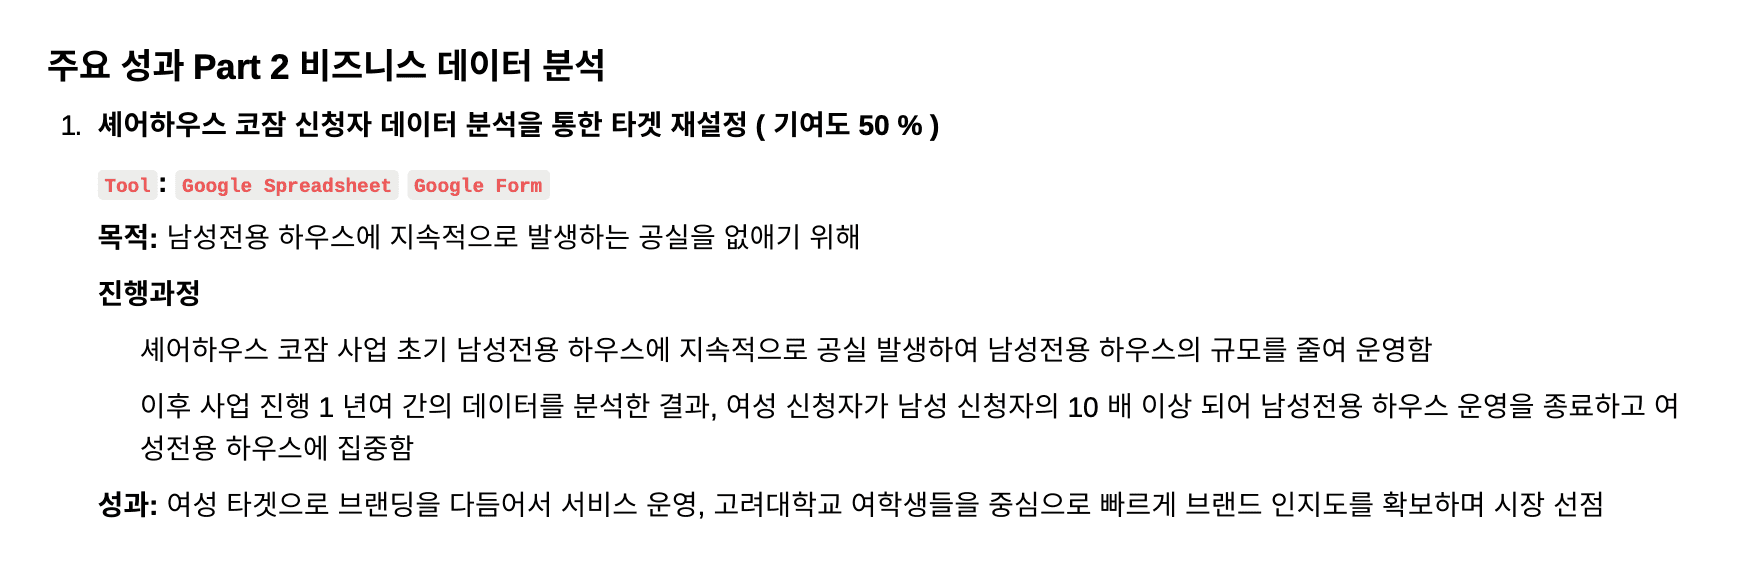 주요 성과 Part 2 비즈니스 데이터 분석
1. 셰어하우스 코잠 신청자 데이터 분석을 통한 타겟 재설정 ( 기여도 50 % )
Tool : Google Spreadsheet Google Form
목적: 남성전용 하우스에 지속적으로 발생하는 공실을 없애기 위해
진행과정
셰어하우스 코잠 사업 초기 남성전용 하우스에 지속적으로 공실 발생하여 남성전용 하우스의 규모를 줄여 운영함
이후 사업 진행 1 년여 간의 데이터를 분석한 결과, 여성 신청자가 남성 신청자의 10 배 이상 되어 남성전용 하우스 운영을 종료하고 여
성전용 하우스에 집중함
성과: 여성 타겟으로 브랜딩을 다듬어서 서비스 운영, 고려대학교 여학생들을 중심으로 빠르게 브랜드 인지도를 확보하며 시장 선점